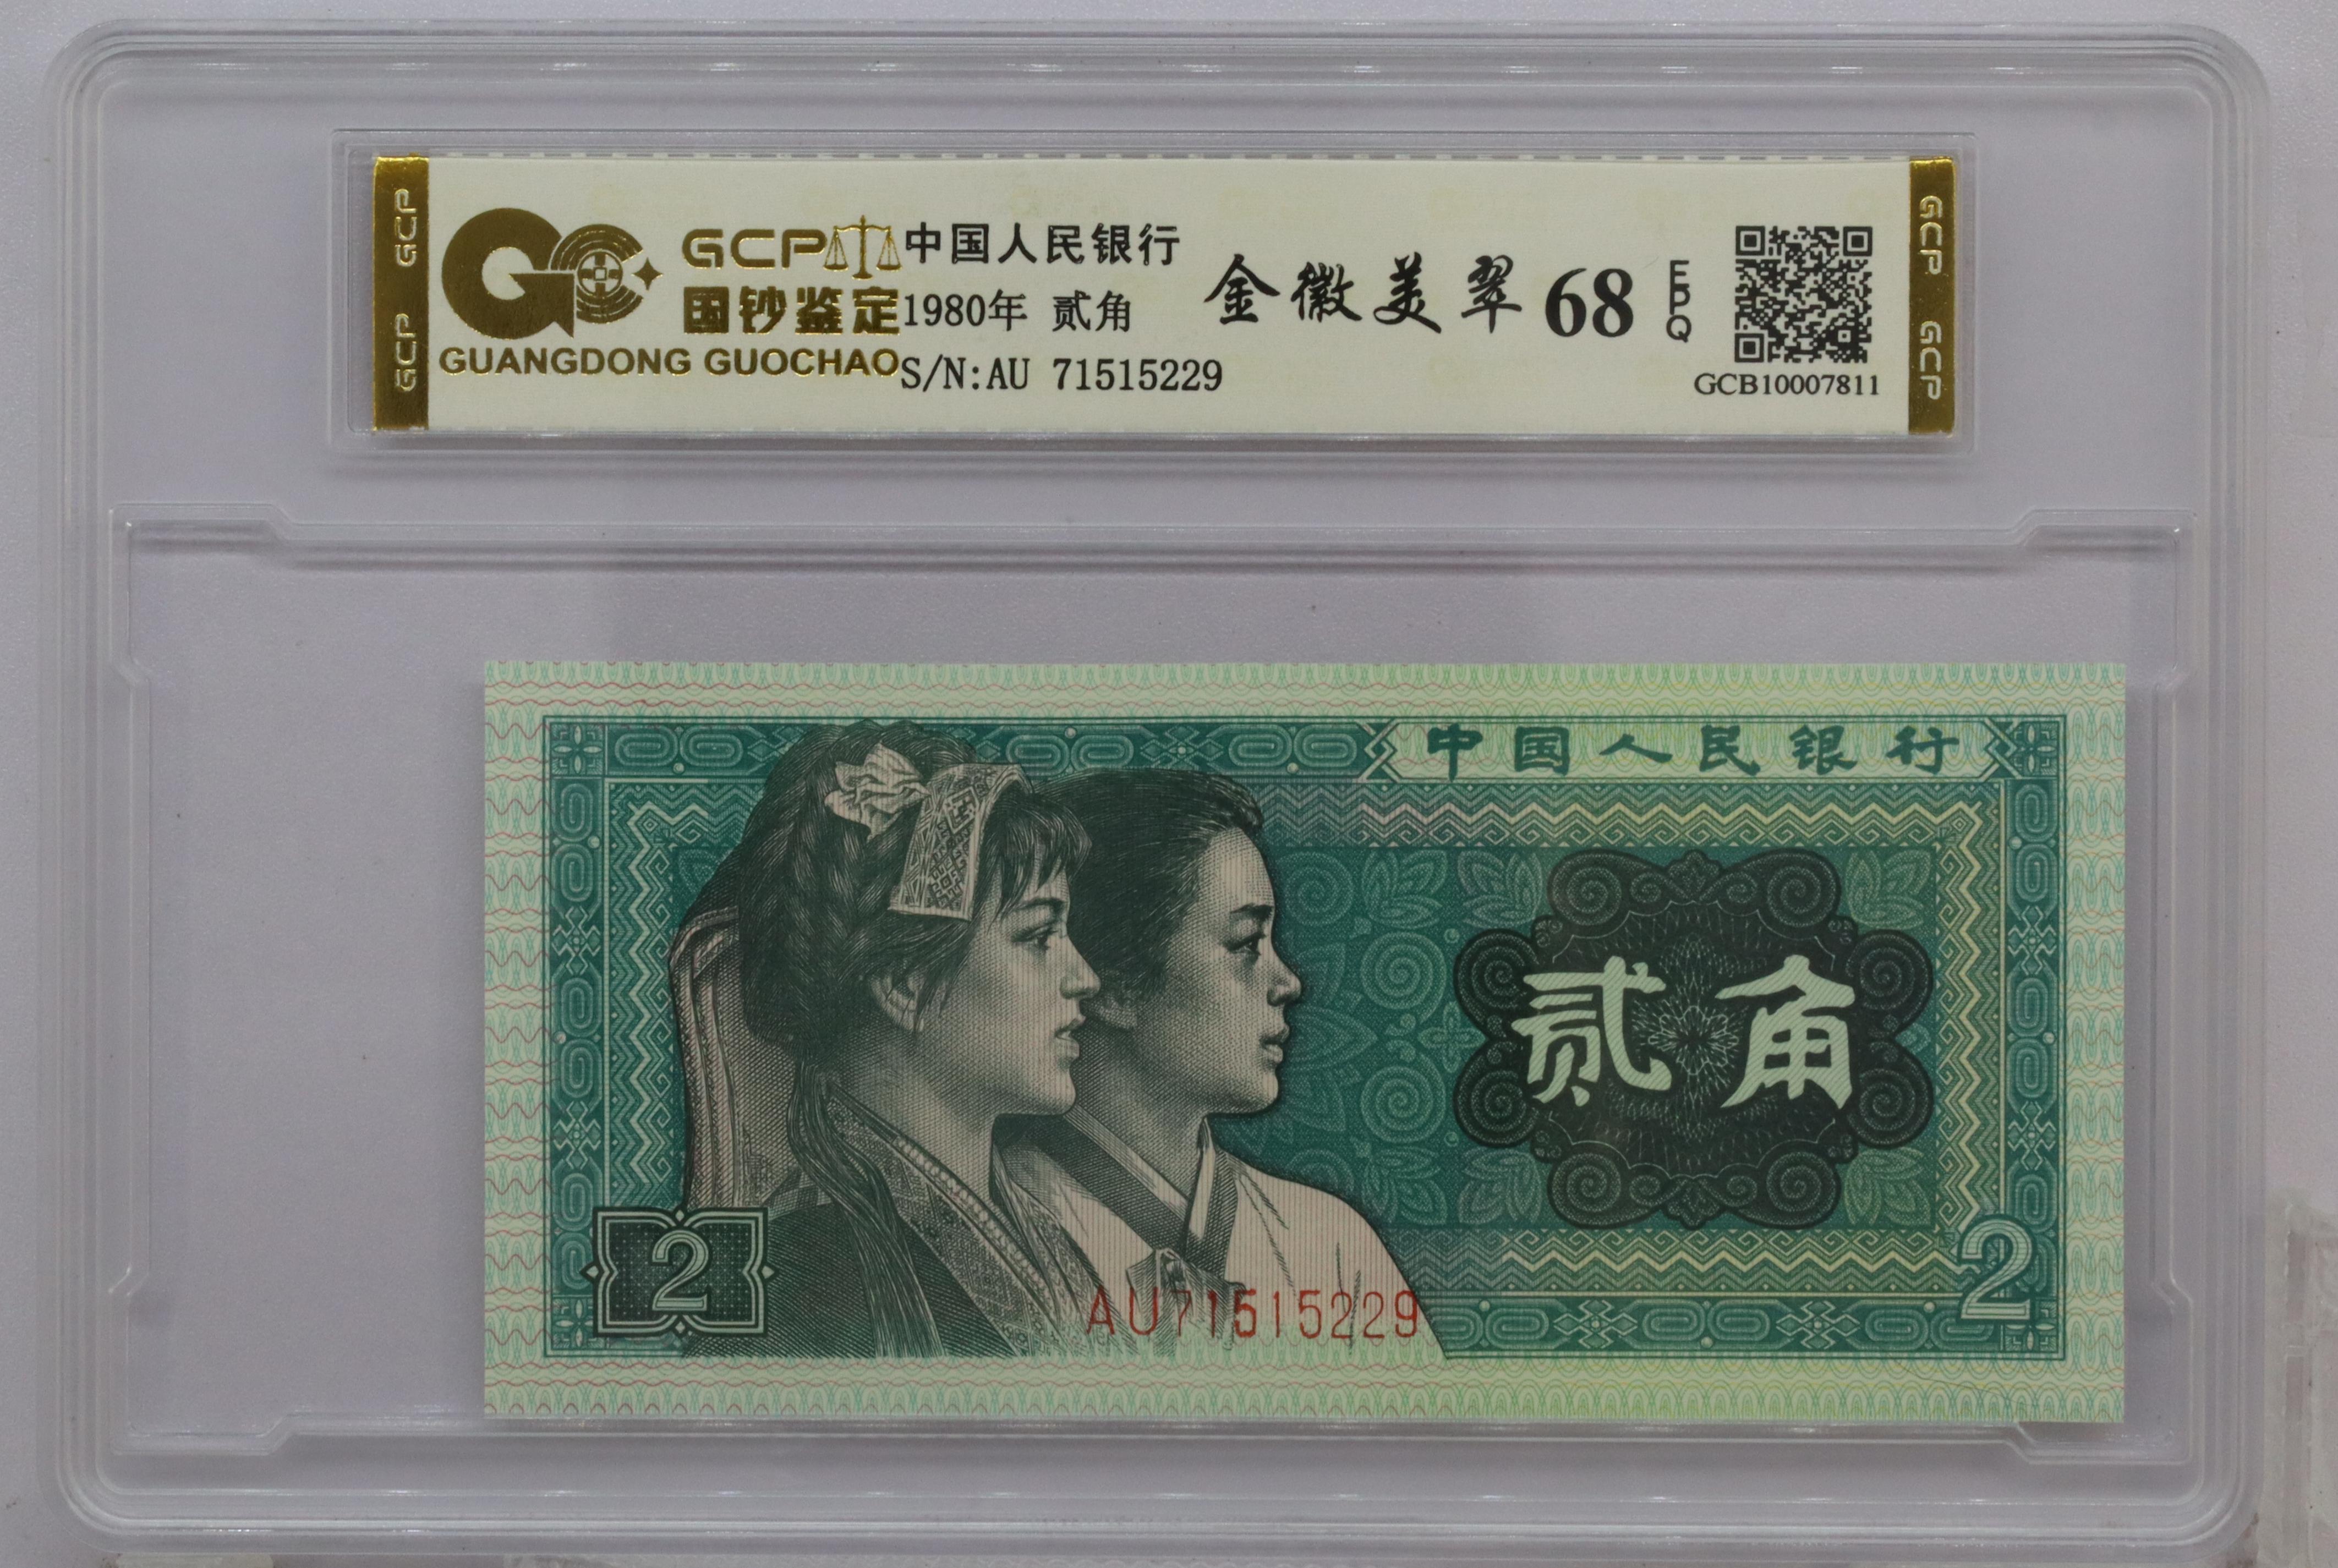 GCP
GCP
GCP
国钞鉴定
GUANGDONG GUOCHAO
中国人民银行
1980年 贰角
S/N:AU 71515229
金徽美翠 68 EPQ
GCB10007811
GCP
GCP
中国人民银行
贰角
2
AU71515229
2